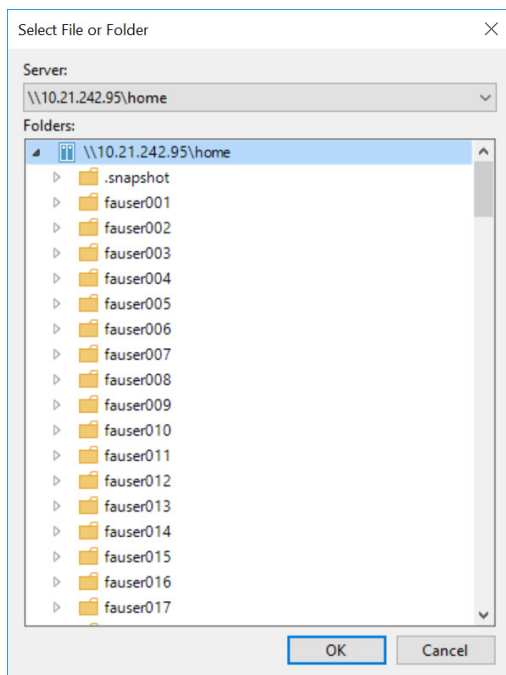 Select File or Folder
Server:
\\10.21.242.95\home
Folders:
\\10.21.242.95\home
.snapshot
fauser001
fauser002
fauser003
fauser004
fauser005
fauser006
fauser007
fauser008
fauser009
fauser010
fauser011
fauser012
fauser013
fauser014
fauser015
fauser016
fauser017
OK Cancel